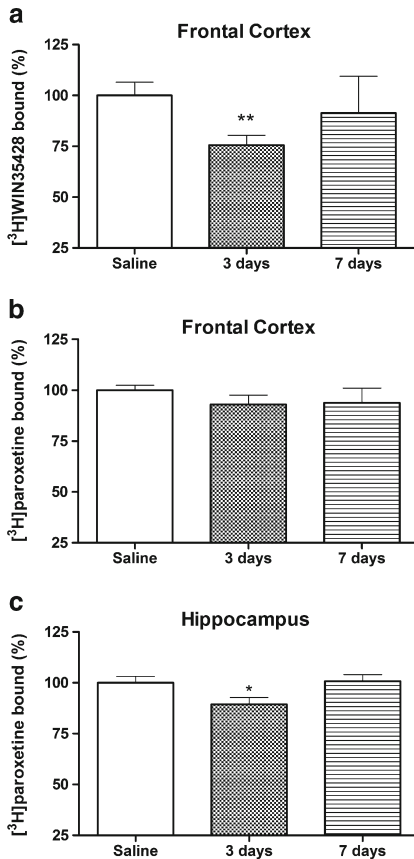 a
Frontal Cortex
[³H]WIN35428 bound (%)
125
100
75
50
25
**
Saline
3 days
7 days
b
Frontal Cortex
[³H]paroxetine bound (%)
125
100
75
50
25
Saline
3 days
7 days
c
Hippocampus
[³H]paroxetine bound (%)
125
100
75
50
25
*
Saline
3 days
7 days